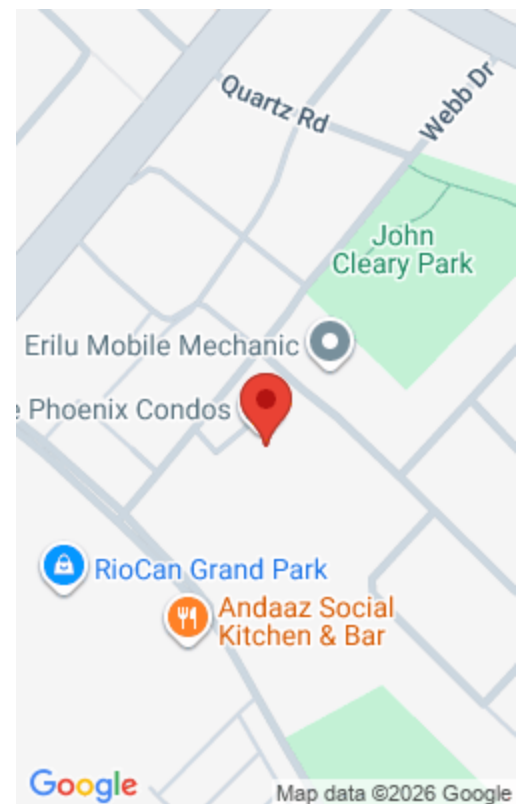 Quartz Rd
Webb Dr
John
Cleary Park
Erilu Mobile Mechanic
e Phoenix Condos
RioCan Grand Park
Andaaz Social
Kitchen & Bar
Google
Map data ©2026 Google